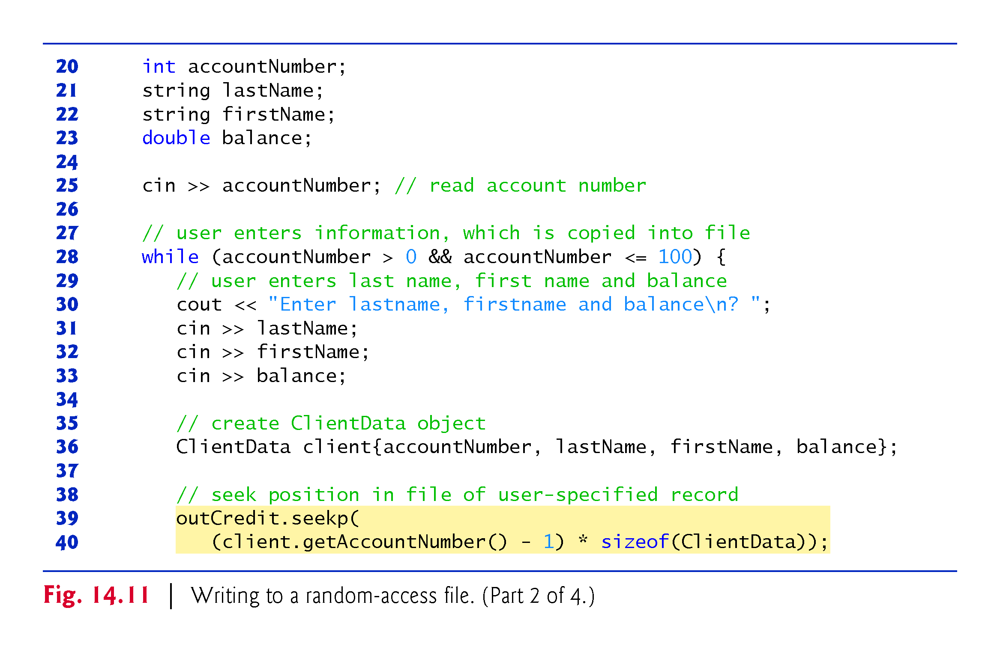 20 int accountNumber;
21 string lastName;
22 string firstName;
23 double balance;
24
25 cin >> accountNumber; // read account number
26
27 // user enters information, which is copied into file
28 while (accountNumber > 0 && accountNumber <= 100) {
29 // user enters last name, first name and balance
30 cout << "Enter lastname, firstname and balance\n? ";
31 cin >> lastName;
32 cin >> firstName;
33 cin >> balance;
34
35 // create ClientData object
36 ClientData client{accountNumber, lastName, firstName, balance};
37
38 // seek position in file of user-specified record
39 outCredit.seekp(
40 (client.getAccountNumber() - 1) * sizeof(ClientData));
Fig. 14.11 | Writing to a random-access file. (Part 2 of 4.)